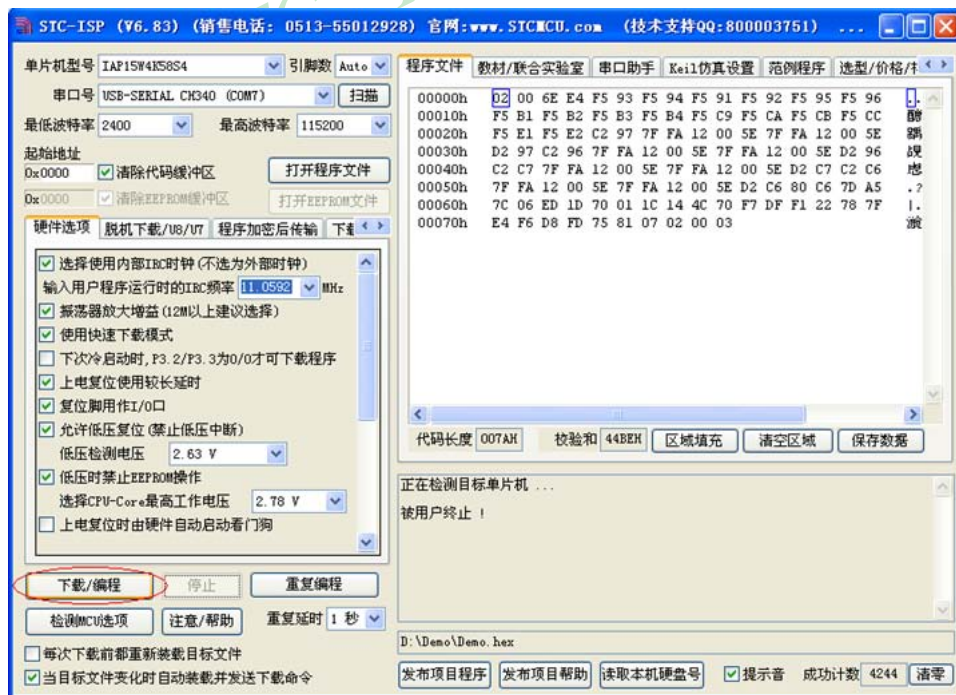 STC-ISP (V6.83) (销售电话: 0513-55012928) 官网:www.STCMCU.com (技术支持QQ:800003751) ...
单片机型号 IAP15W4K58S4 引脚数 Auto
串口号 USB-SERIAL CH340 (COM7) 扫描
最低波特率 2400 最高波特率 115200
起始地址
0x0000 清除代码缓冲区 打开程序文件
0x0000 清除EEPROM缓冲区 打开EEPROM文件
硬件选项 脱机下载/U8/U7 程序加密后传输
选择使用内部IRC时钟(不选为外部时钟)
输入用户程序运行时的IRC频率 11.0592 MHz
振荡器放大增益(12M以上建议选择)
使用快速下载模式
下次冷启动时,P3.2/P3.3为0/0才可下载程序
上电复位使用较长延时
复位脚用作I/O口
允许低压复位(禁止低压中断)
低压检测电压 2.63 V
低压时禁止EEPROM操作
选择CPU-Core最高工作电压 2.78 V
上电复位时由硬件自动启动看门狗
下载/编程 停止 重复编程
检测MCU选项 注意/帮助 重复延时 1 秒
每次下载前都重新装载目标文件
当目标文件变化时自动装载并发送下载命令
程序文件 教材/联合实验室 串口助手 Keil仿真设置 范例程序 选型/价格/
00000h 02 00 6E E4 F5 93 F5 94 F5 91 F5 92 F5 95 F5 96
00010h F5 B1 F5 B2 F5 B3 F5 B4 F5 C9 F5 CA F5 CB F5 CC
00020h F5 E1 F5 E2 C2 97 7F FA 12 00 5E 7F FA 12 00 5E
00030h D2 97 C2 96 7F FA 12 00 5E 7F FA 12 00 5E D2 96
00040h C2 C7 7F FA 12 00 5E 7F FA 12 00 5E D2 C7 C2 C6
00050h 7F FA 12 00 5E 7F FA 12 00 5E D2 C6 80 C6 7D A5 .?
00060h 7C 06 ED 1D 70 01 1C 14 4C 70 F7 DF F1 22 78 7F |.
00070h E4 F6 D8 FD 75 81 07 02 00 03
代码长度 007AH 校验和 44BEH 区域填充 清空区域 保存数据
正在检测目标单片机 ...
被用户终止 !
D:\Demo\Demo.hex
发布项目程序 发布项目帮助 读取本机硬盘号 提示音 成功计数 4244 清零